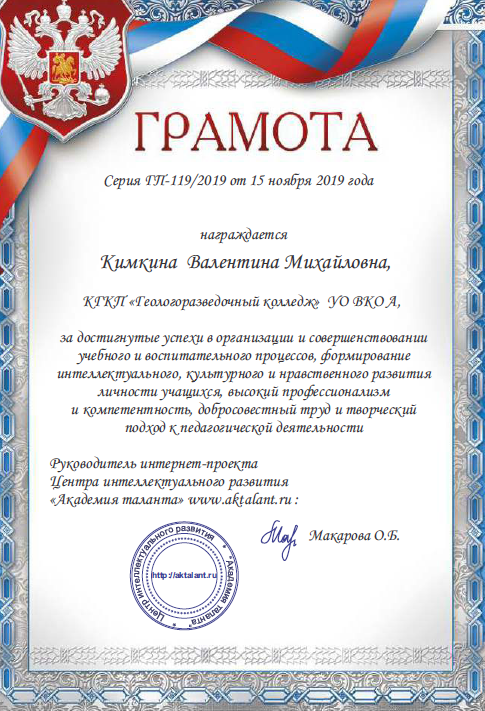 ГРАМОТА
Серия ГП-119/2019 от 15 ноября 2019 года
награждается
Кимкина Валентина Михайловна,
КГКП «Геологоразведочный колледж» УО ВКО А,
за достигнутые успехи в организации и совершенствовании
учебного и воспитательного процессов, формирование
интеллектуального, культурного и нравственного развития
личности учащихся, высокий профессионализм
и компетентность, добросовестный труд и творческий
подход к педагогической деятельности
Руководитель интернет-проекта
Центра интеллектуального развития
«Академия таланта» www.aktalant.ru :
Макарова О.Б.
Центр интеллектуального развития * "Академия таланта" *
http://aktalant.ru